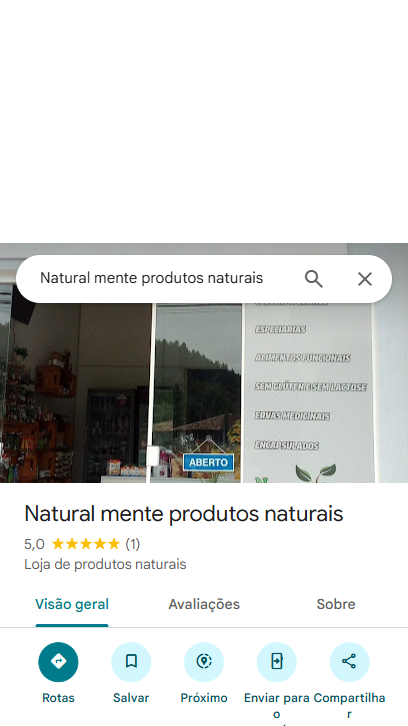 Natural mente produtos naturais
ESPECIARIAS
ALIMENTOS FUNCIONAIS
SEM GLÚTEN E SEM LACTOSE
ERVAS MEDICINAIS
ENCAPSULADOS
ABERTO
Natural mente produtos naturais
5,0 ★★★★★ (1)
Loja de produtos naturais
Visão geral Avaliações Sobre
Rotas Salvar Próximo Enviar para o Compartilhar